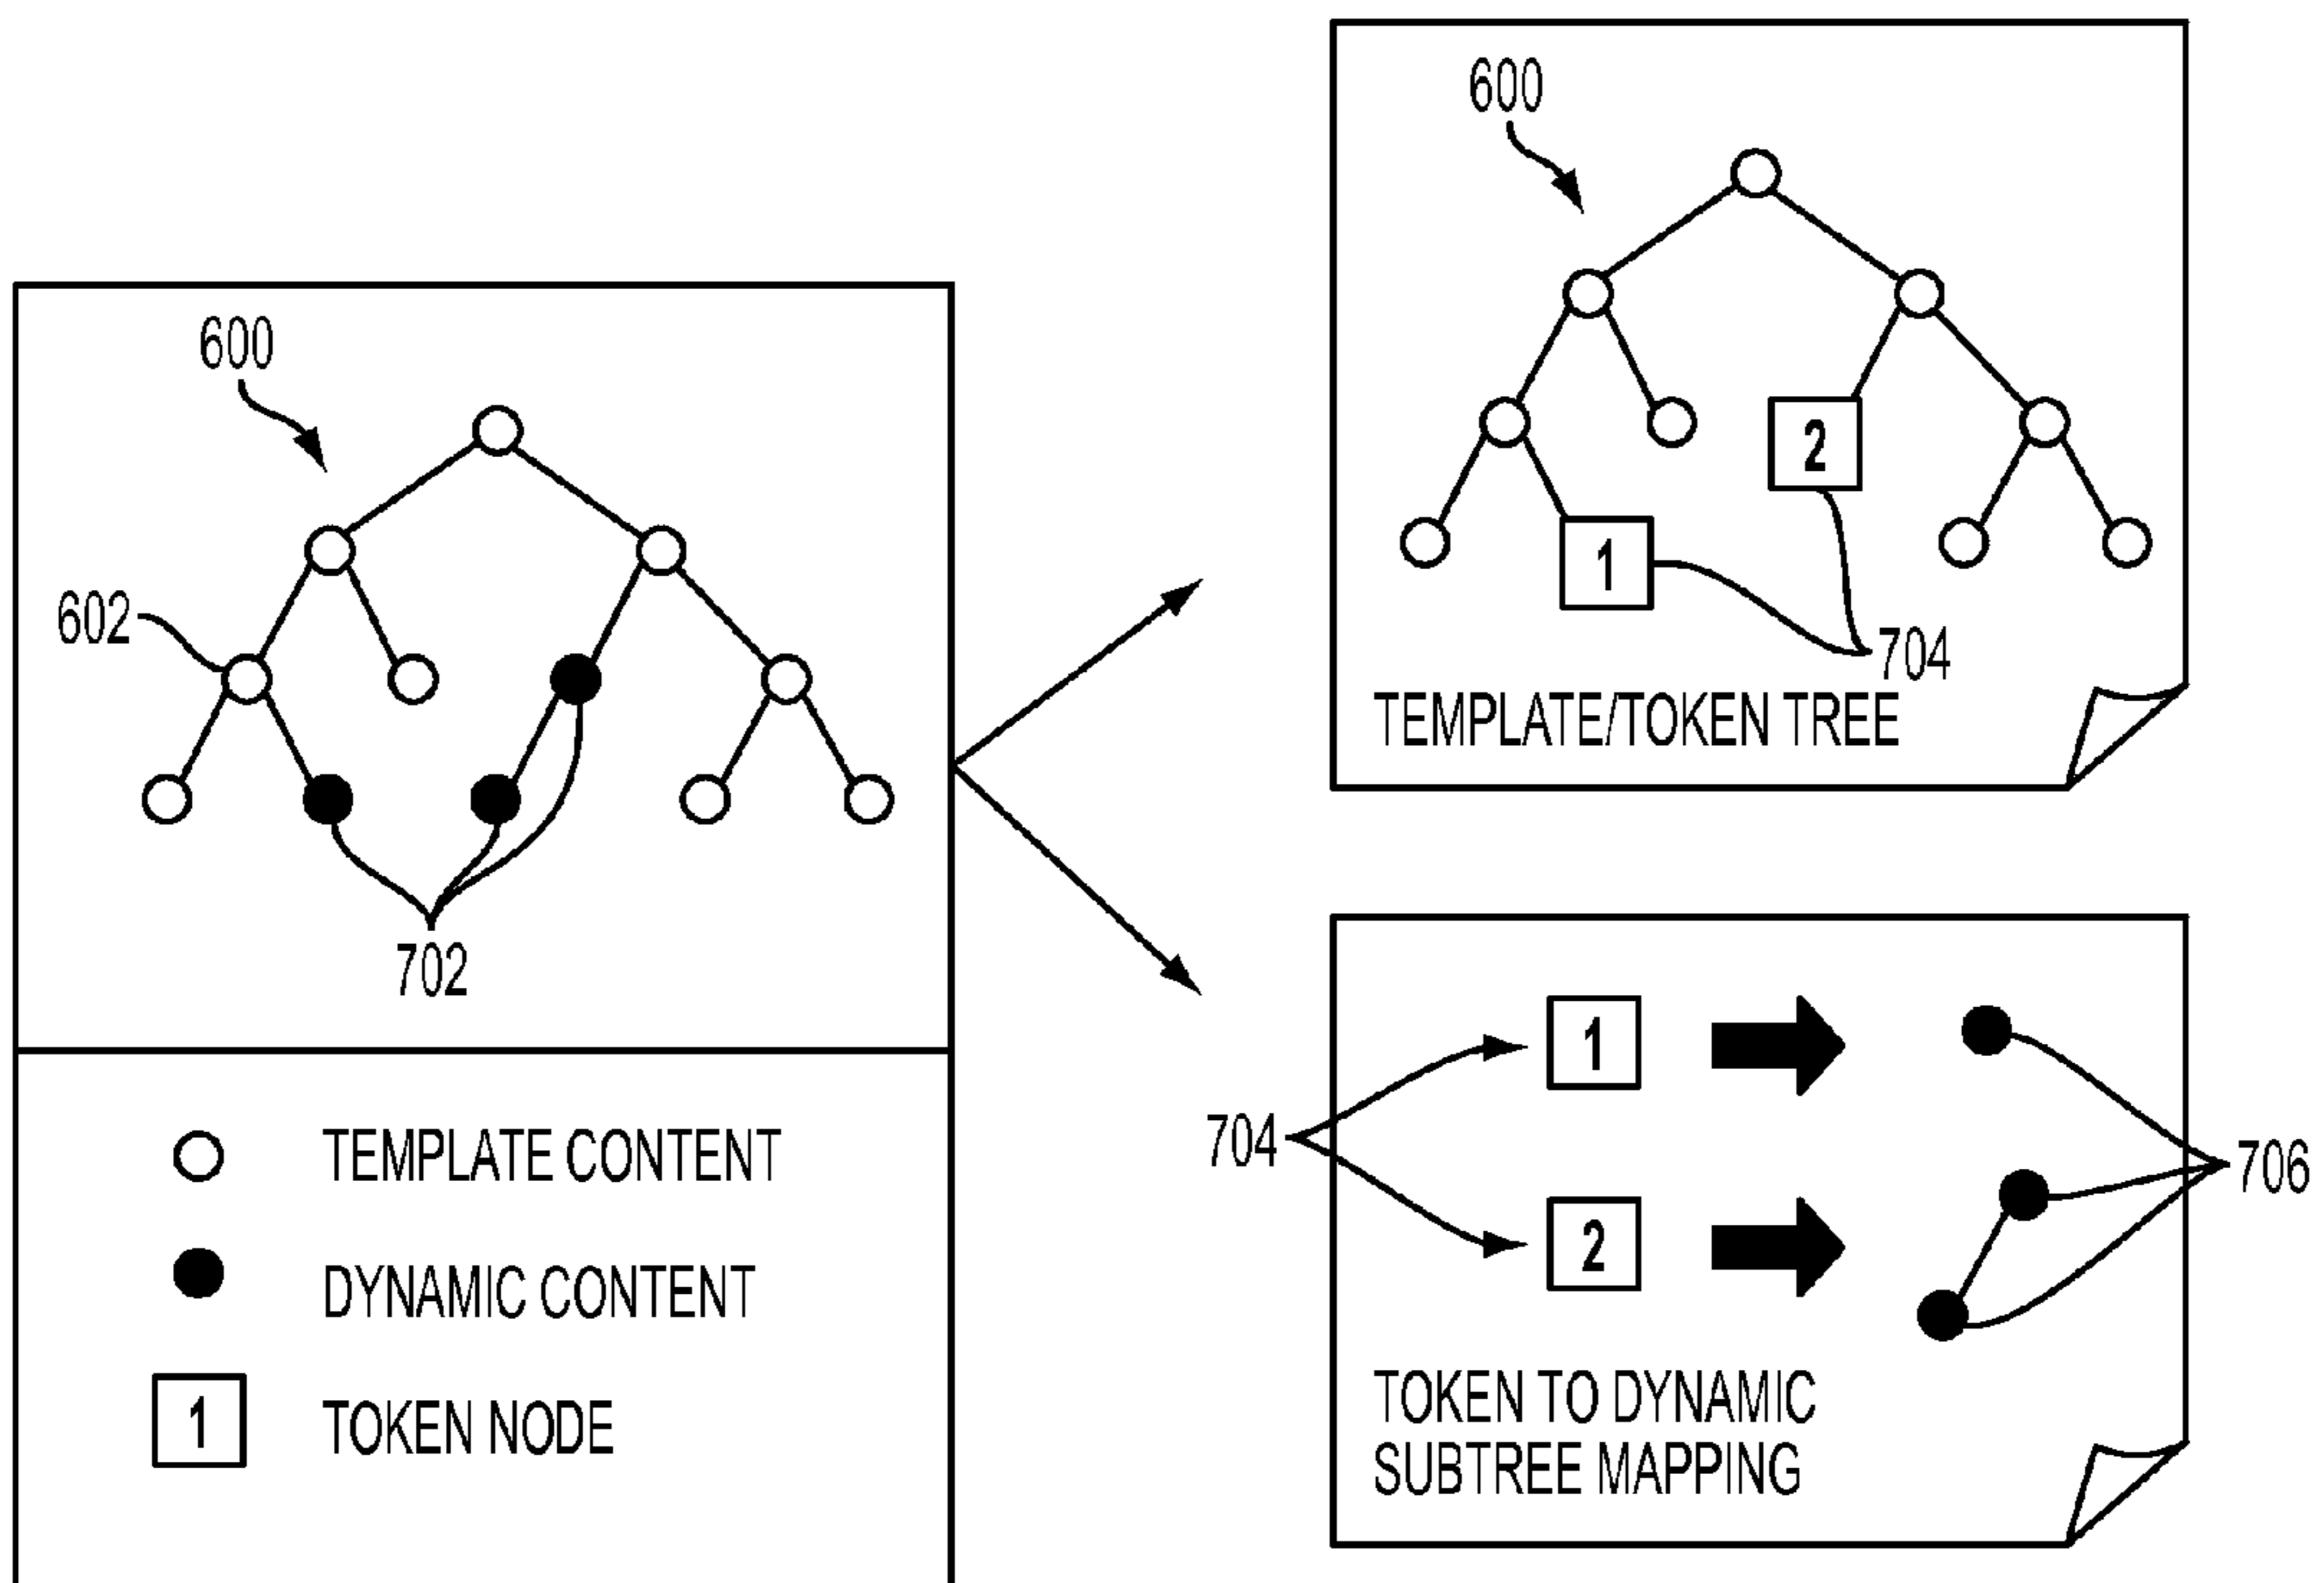 600
602
702
TEMPLATE CONTENT
DYNAMIC CONTENT
1 TOKEN NODE
600
2
1
704
TEMPLATE/TOKEN TREE
1
704
706
2
TOKEN TO DYNAMIC
SUBTREE MAPPING